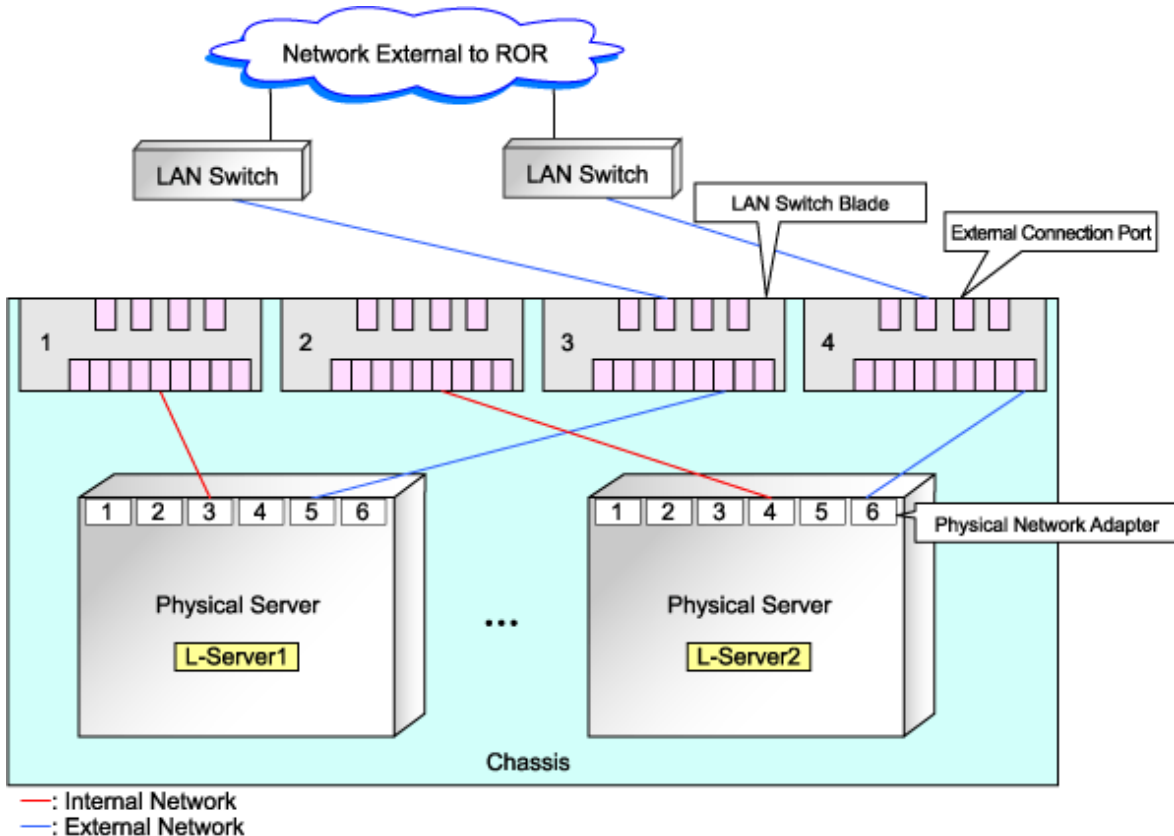 Network External to ROR
LAN Switch
LAN Switch
LAN Switch Blade
External Connection Port
1
2
3
4
1 2 3 4 5 6
1 2 3 4 5 6
Physical Network Adapter
Physical Server
L-Server1
...
Physical Server
L-Server2
Chassis
: Internal Network
: External Network